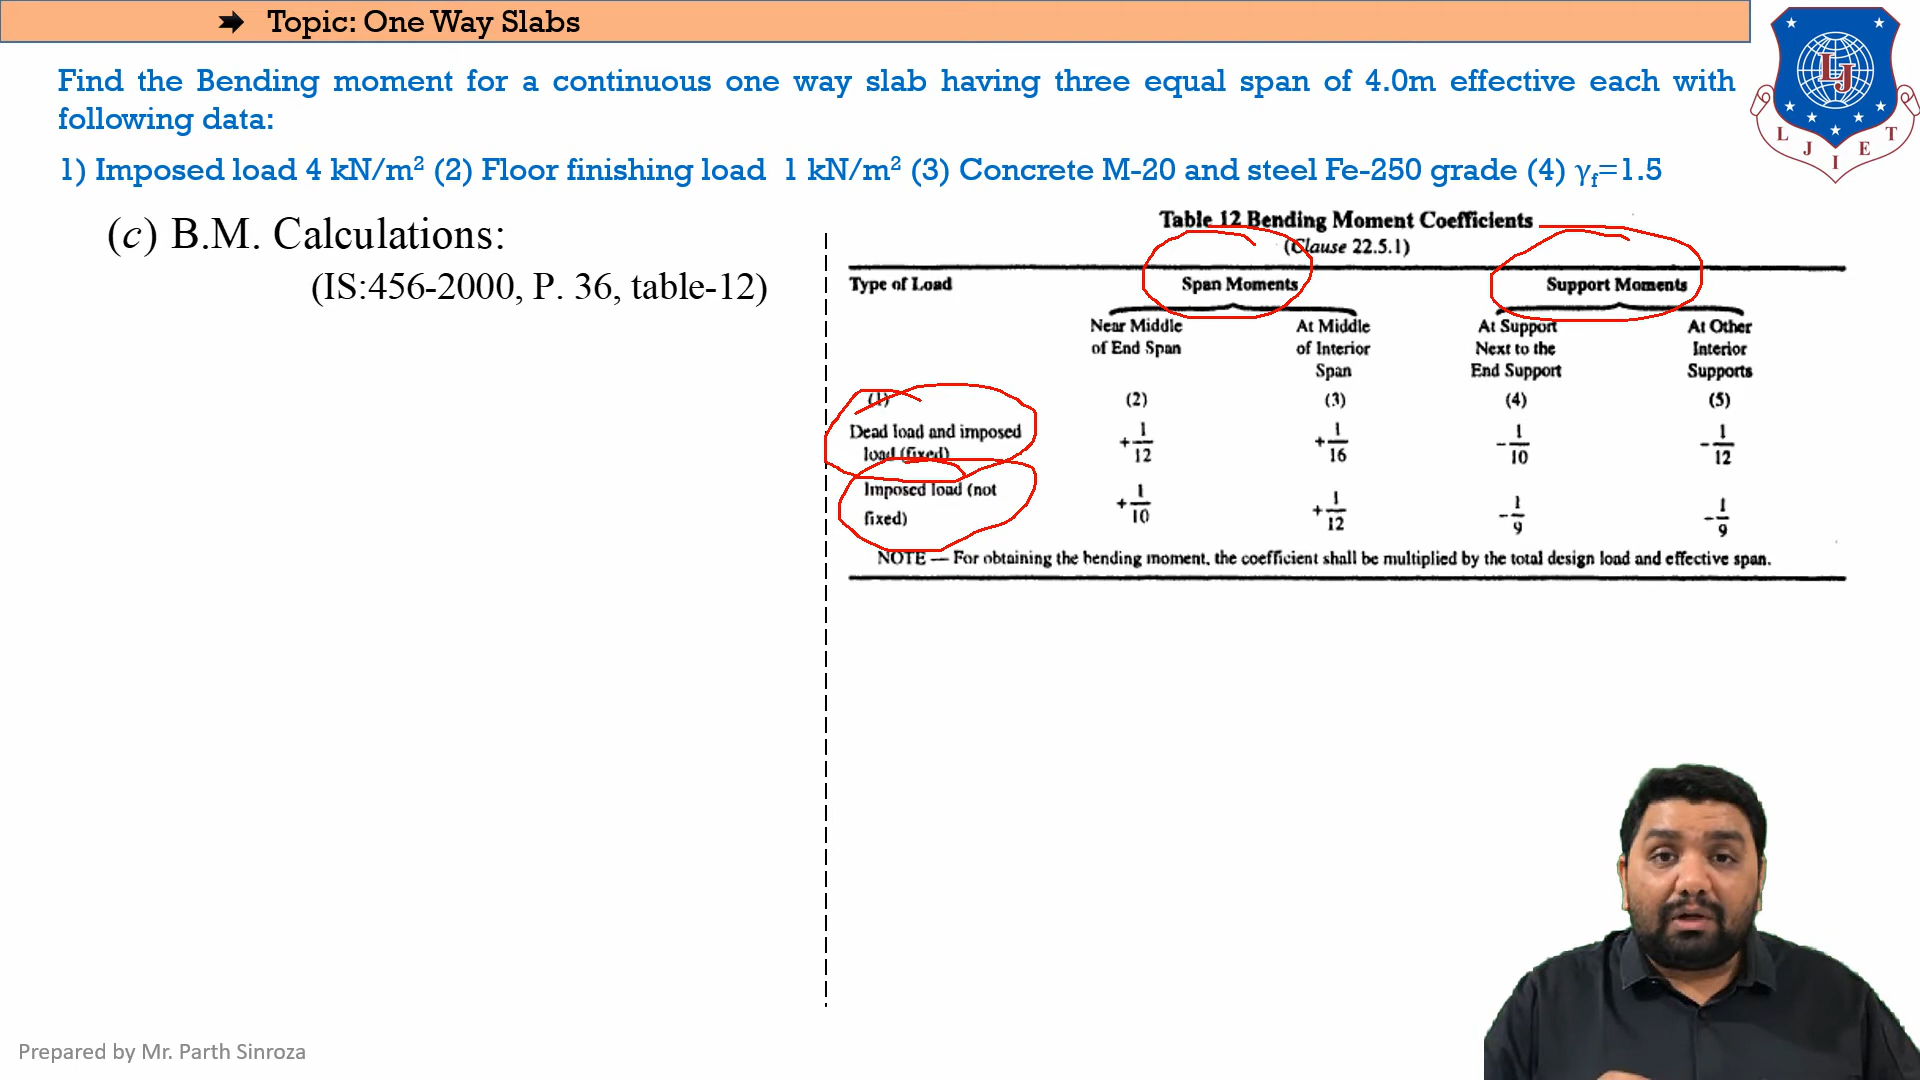 ➡ Topic: One Way Slabs
Find the Bending moment for a continuous one way slab having three equal span of 4.0m effective each with
following data:
1) Imposed load 4 kN/m² (2) Floor finishing load 1 kN/m² (3) Concrete M-20 and steel Fe-250 grade (4) γf=1.5
LJ
L J I E T
(c) B.M. Calculations:
(IS:456-2000, P. 36, table-12)
Table 12 Bending Moment Coefficients
(Clause 22.5.1)
Type of Load Span Moments Support Moments
Near Middle At Middle At Support At Other
of End Span of Interior Next to the Interior
Span End Support Supports
(1) (2) (3) (4) (5)
Dead load and imposed load (fixed) +1/12 +1/16 -1/10 -1/12
Imposed load (not fixed) +1/10 +1/12 -1/9 -1/9
NOTE — For obtaining the bending moment, the coefficient shall be multiplied by the total design load and effective span.
Prepared by Mr. Parth Sinroza